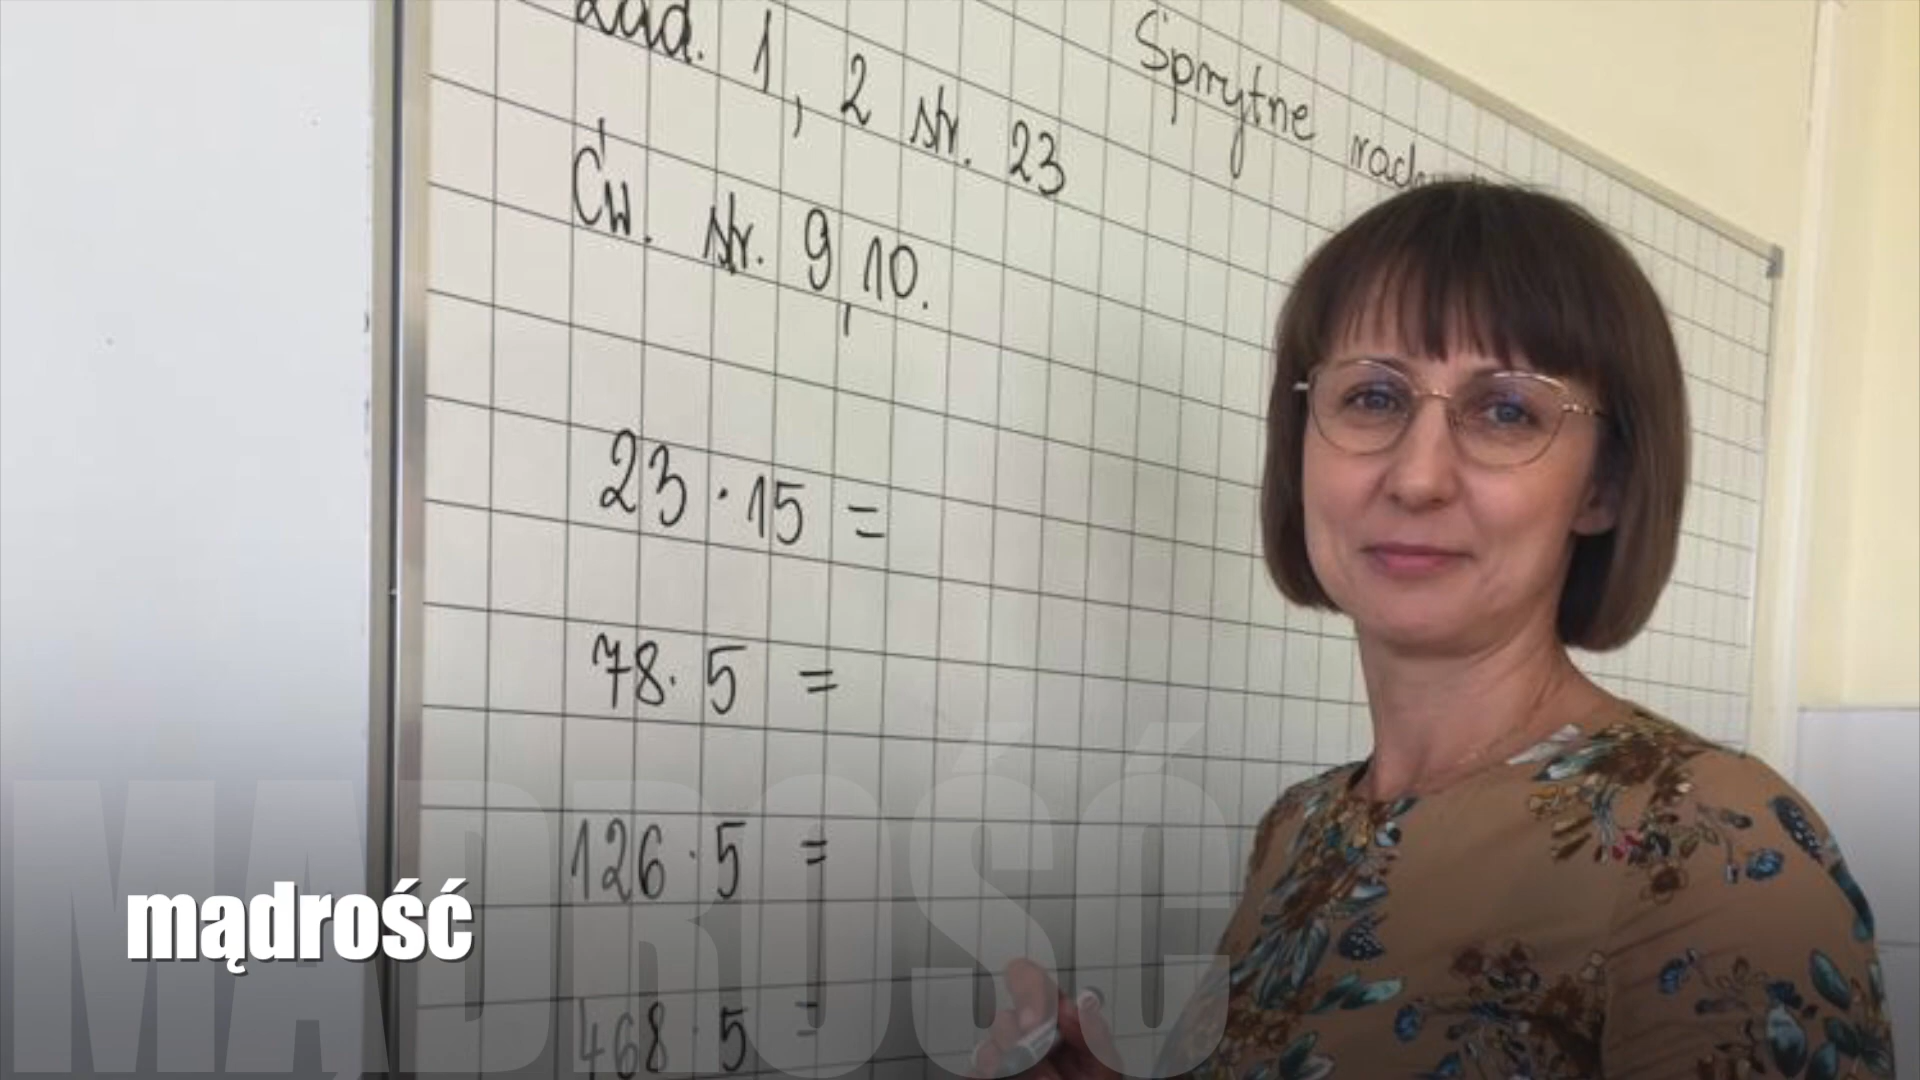 Zad. 1, 2 str. 23
Ćw. str. 9, 10.
Sprytne
23 · 15 =
78 · 5 =
126 · 5 =
468 · 5 =
MĄDROŚĆ
mądrość